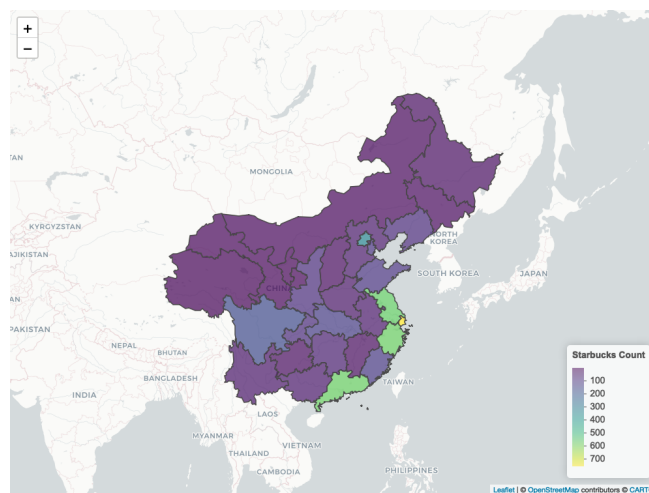 +
−
MONGOLIA
TAN
KYRGYZSTAN
AJIKISTAN
NORTH
KOREA
SOUTH KOREA
JAPAN
CHINA
AN
PAKISTAN
NEPAL
BHUTAN
BANGLADESH
TAIWAN
INDIA
LAOS
MYANMAR
VIETNAM
THAILAND
CAMBODIA
PHILIPPINES
Starbucks Count
100
200
300
400
500
600
700
Leaflet | © OpenStreetMap contributors © CART